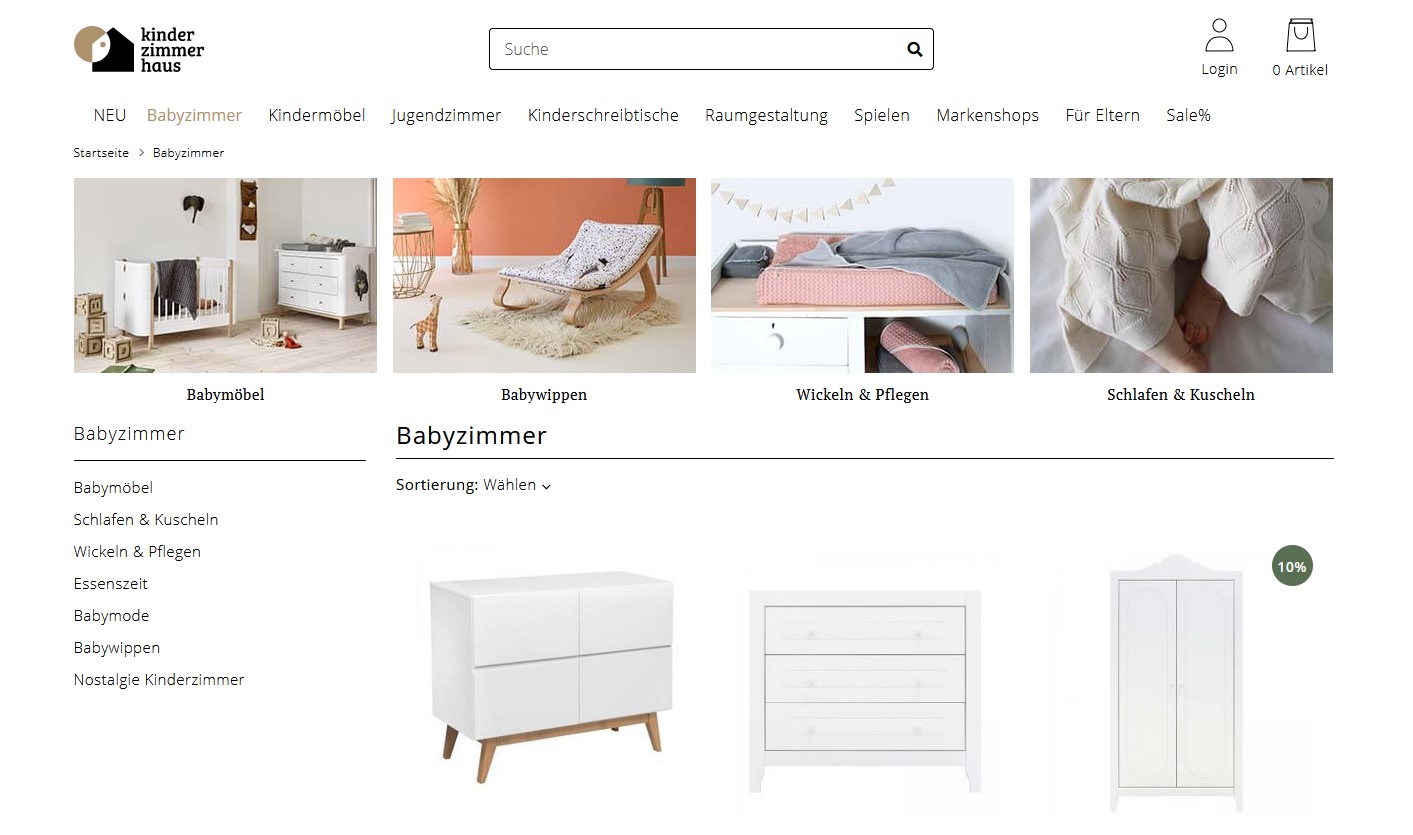 kinder
zimmer
haus
Suche
Login
0 Artikel
NEU Babyzimmer Kindermöbel Jugendzimmer Kinderschreibtische Raumgestaltung Spielen Markenshops Für Eltern Sale%
Startseite > Babyzimmer
Babymöbel
Babywippen
Wickeln & Pflegen
Schlafen & Kuscheln
Babyzimmer
Babymöbel
Schlafen & Kuscheln
Wickeln & Pflegen
Essenszeit
Babymode
Babywippen
Nostalgie Kinderzimmer
Babyzimmer
Sortierung: Wählen
10%